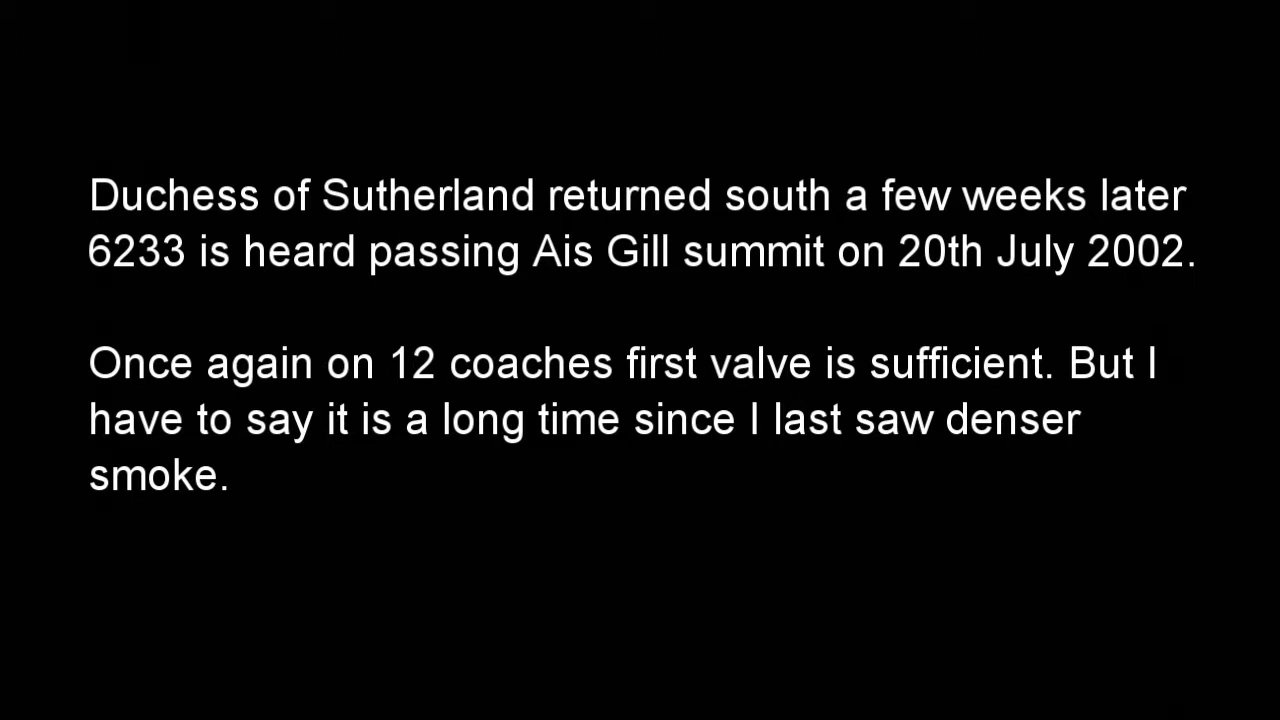 Duchess of Sutherland returned south a few weeks later
6233 is heard passing Ais Gill summit on 20th July 2002.
Once again on 12 coaches first valve is sufficient. But I
have to say it is a long time since I last saw denser
smoke.